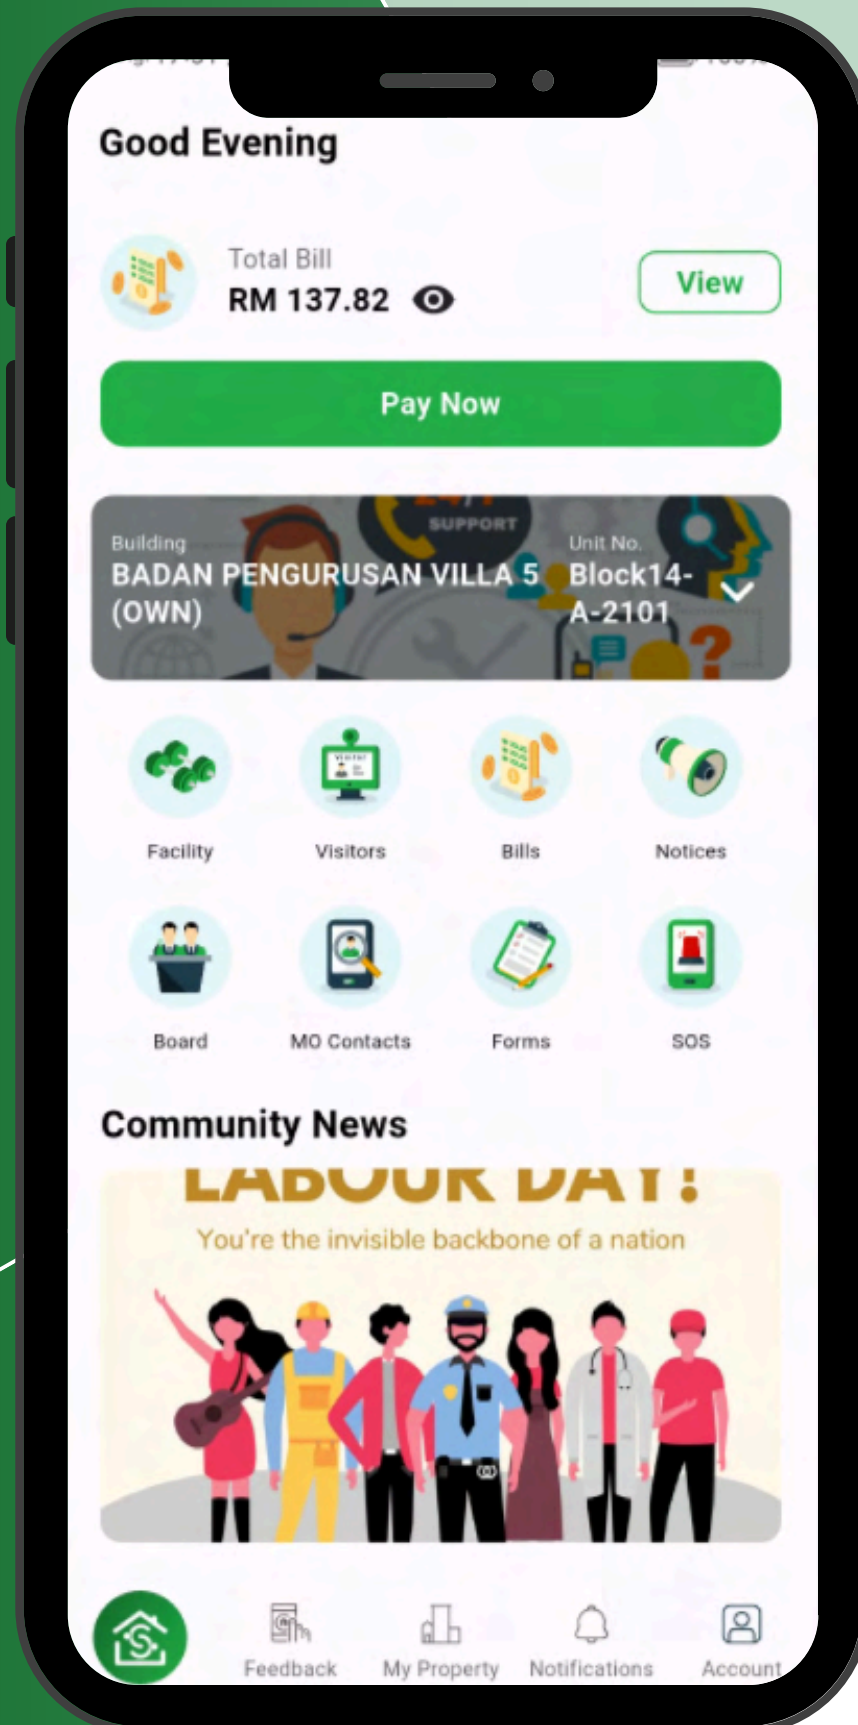 Good Evening
Total Bill
RM 137.82
View
Pay Now
SUPPORT
Building
BADAN PENGURUSAN VILLA 5
(OWN)
Unit No.
Block14-
A-2101
Facility
Visitors
Bills
Notices
Board
MO Contacts
Forms
SOS
Community News
LABOUR DAY!
You're the invisible backbone of a nation
Feedback
My Property
Notifications
Account